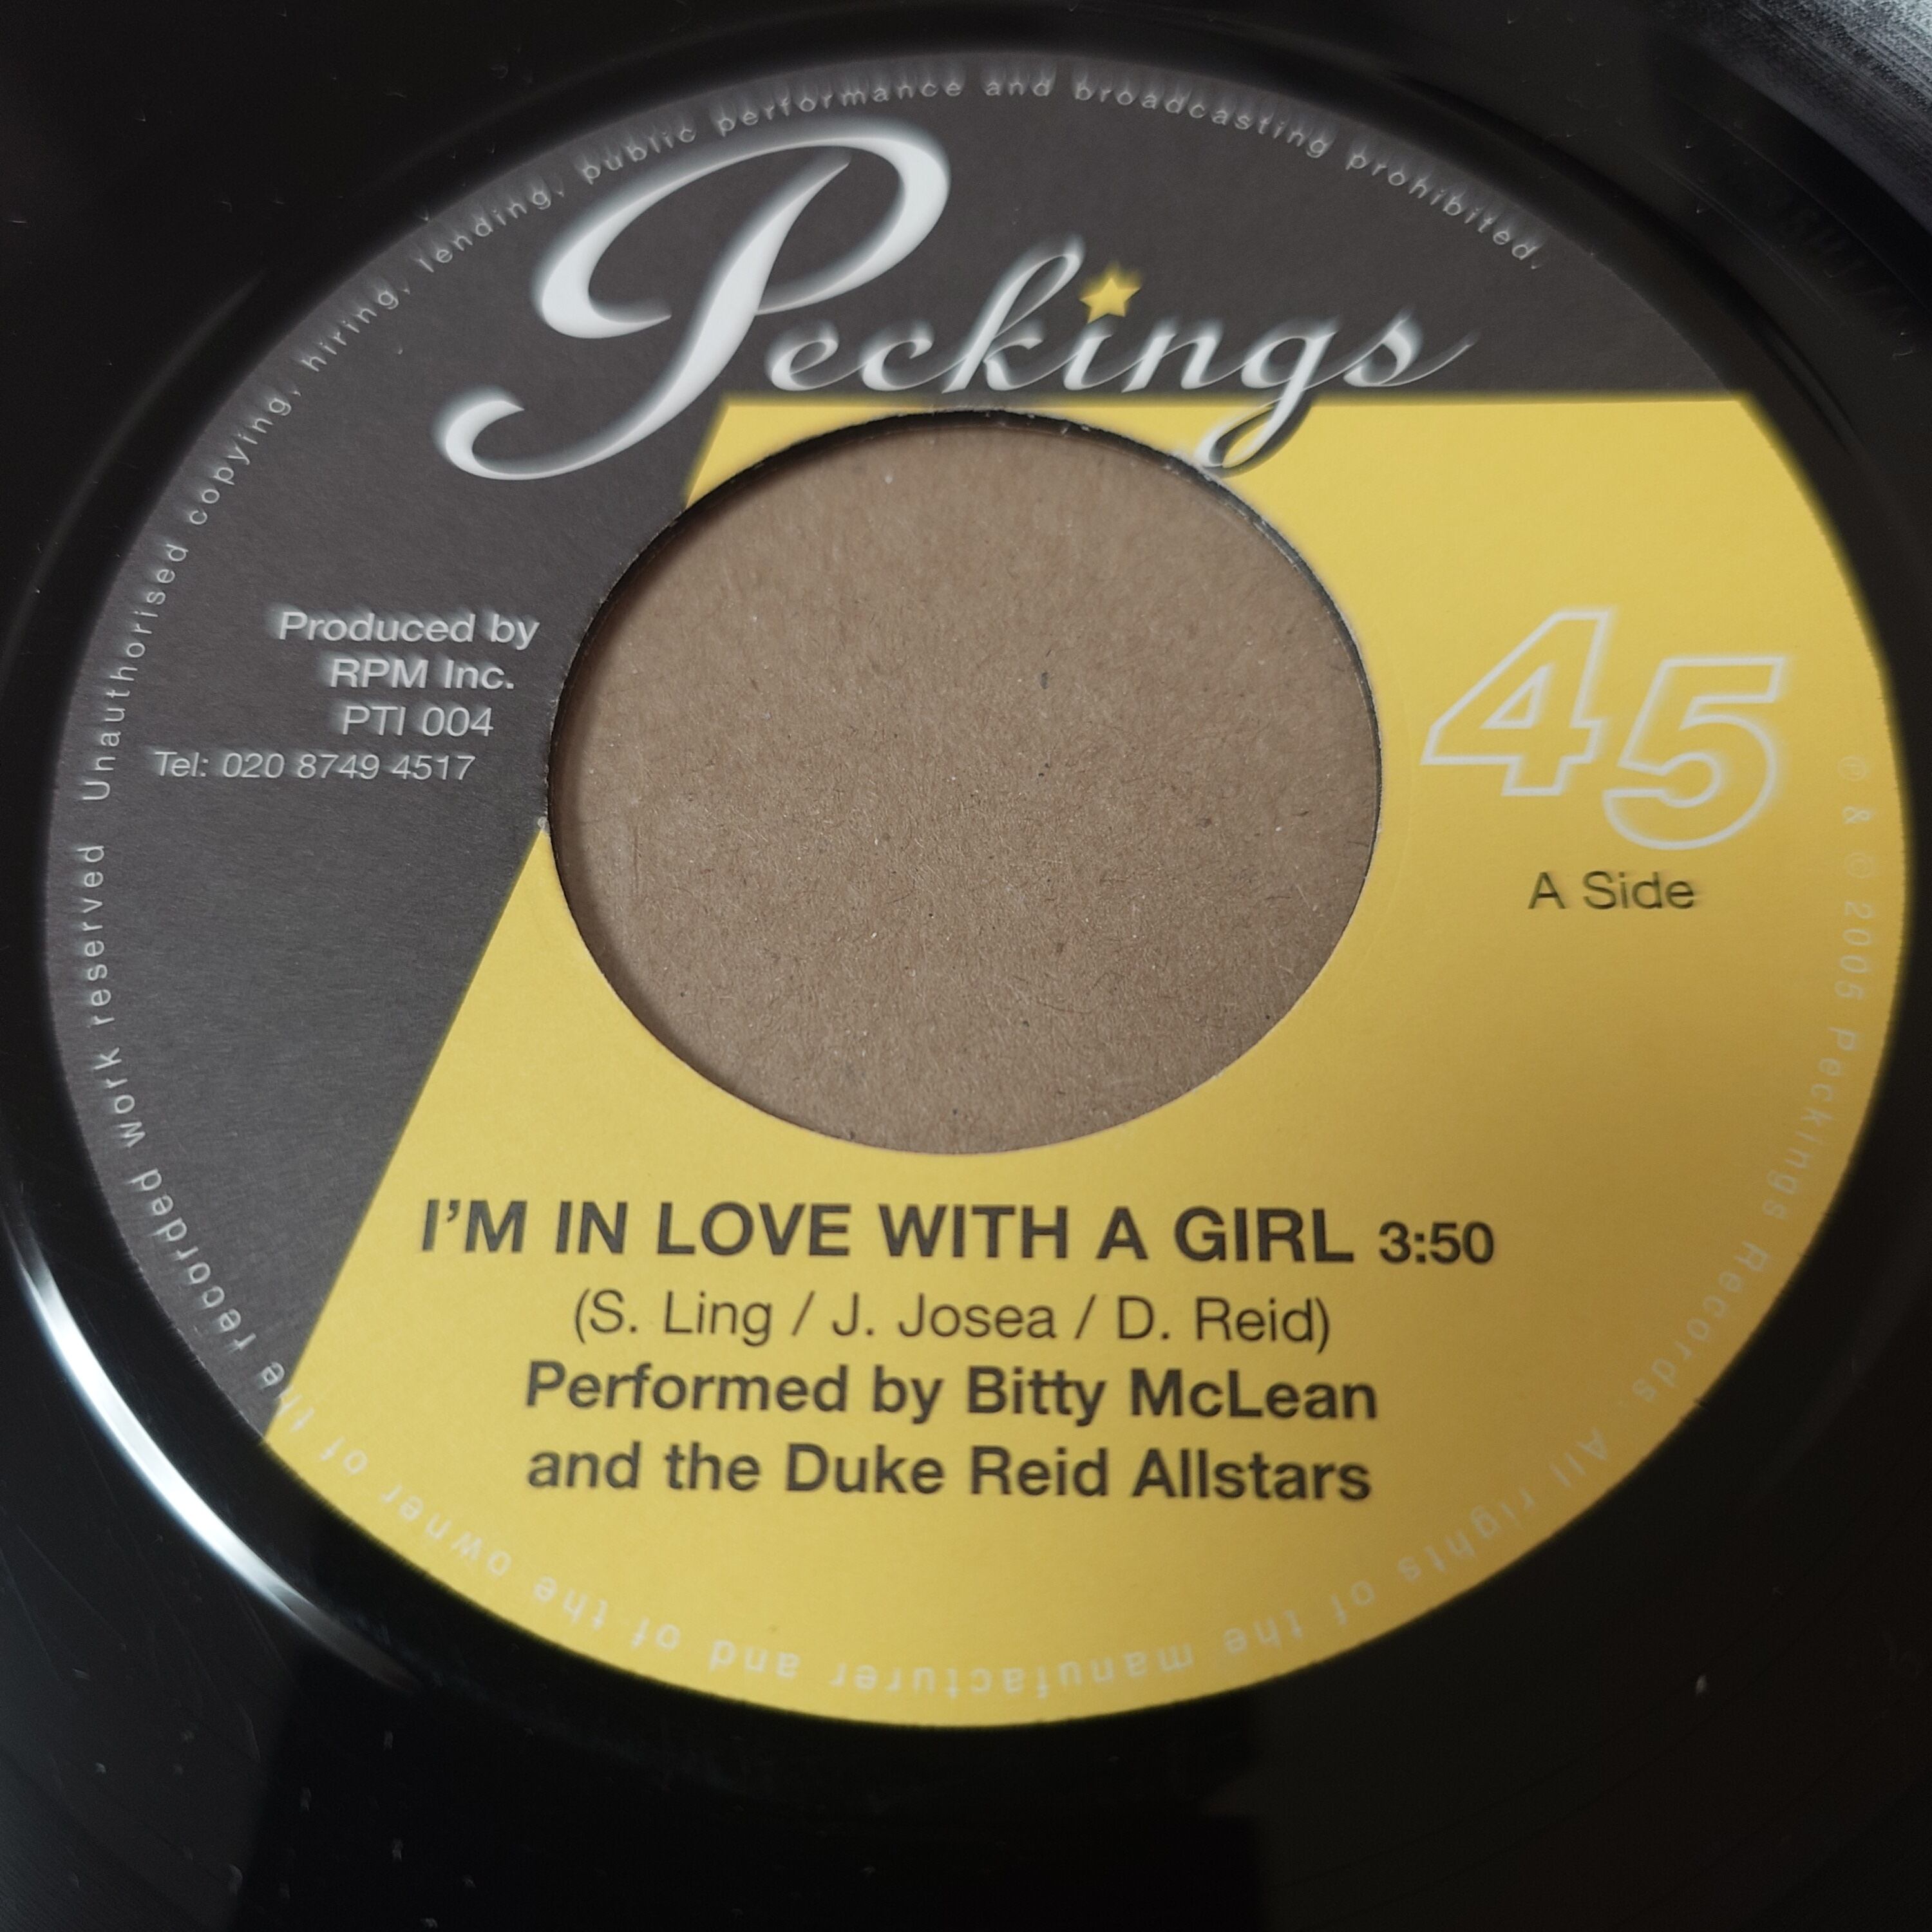 Peckings
Produced by
RPM Inc.
PTI 004
Tel: 020 8749 4517
45
A Side
I'M IN LOVE WITH A GIRL 3:50
(S. Ling / J. Josea / D. Reid)
Performed by Bitty McLean
and the Duke Reid Allstars
℗ & © 2005 Peckings Records. All rights of the manufacturer and of the owner of the recorded work reserved Unauthorised copying, hiring, lending, public performance and broadcasting prohibited.